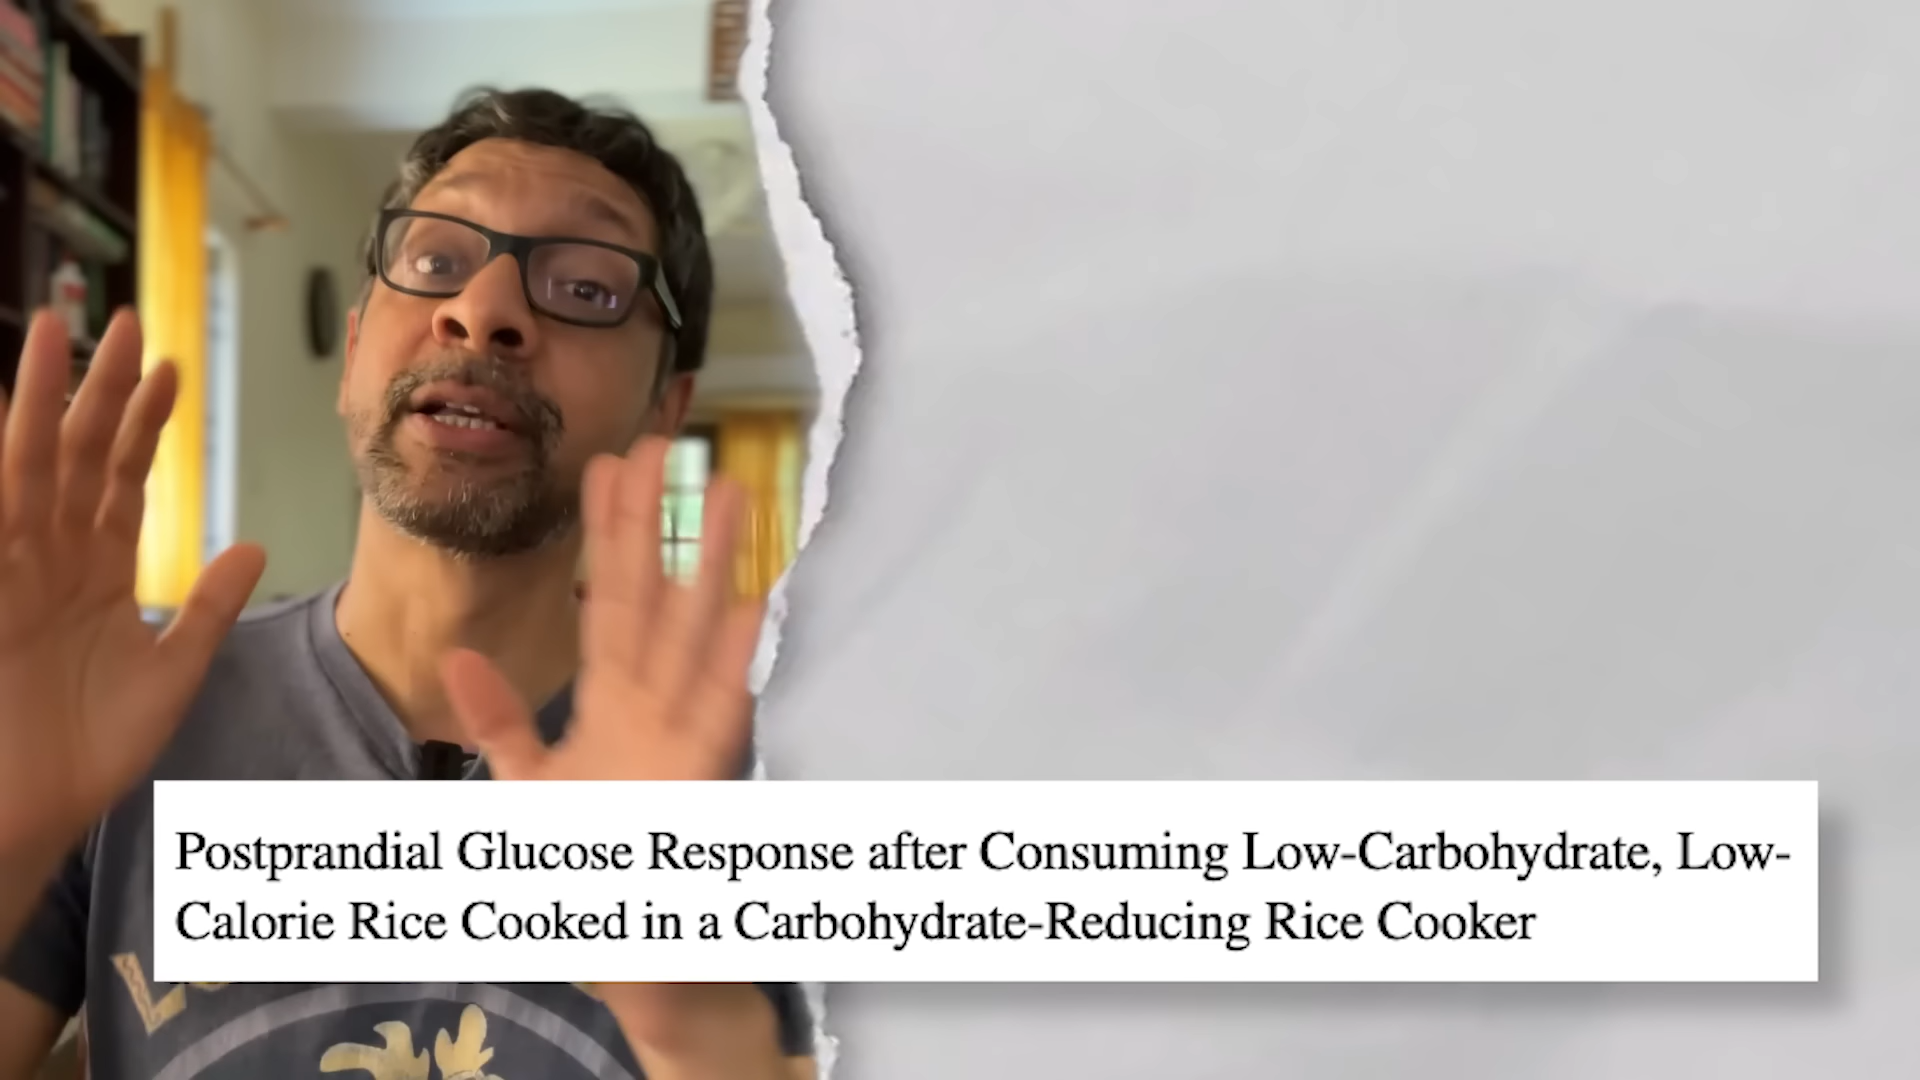 Postprandial Glucose Response after Consuming Low-Carbohydrate, Low-
Calorie Rice Cooked in a Carbohydrate-Reducing Rice Cooker